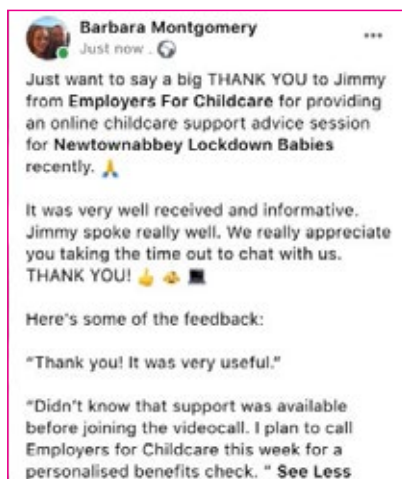 Barbara Montgomery
Just now .
Just want to say a big THANK YOU to Jimmy
from Employers For Childcare for providing
an online childcare support advice session
for Newtownabbey Lockdown Babies
recently. 🙏
It was very well received and informative.
Jimmy spoke really well. We really appreciate
you taking the time out to chat with us.
THANK YOU! 👍 👶 💻
Here's some of the feedback:
"Thank you! It was very useful."
"Didn't know that support was available
before joining the videocall. I plan to call
Employers for Childcare this week for a
personalised benefits check. " See Less